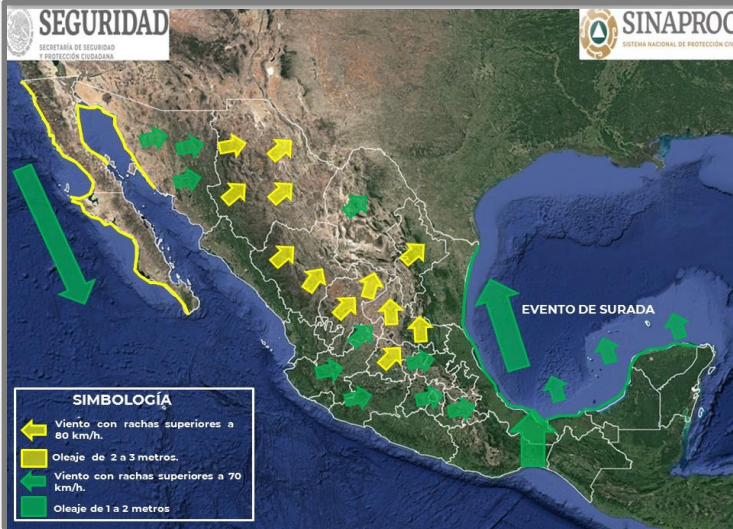 SEGURIDAD
SECRETARÍA DE SEGURIDAD
Y PROTECCIÓN CIUDADANA
SINAPROC
SISTEMA NACIONAL DE PROTECCIÓN CIV
EVENTO DE SURADA
SIMBOLOGÍA
Viento con rachas superiores a
80 km/h.
Oleaje de 2 a 3 metros.
Viento con rachas superiores a 70
km/h.
Oleaje de 1 a 2 metros